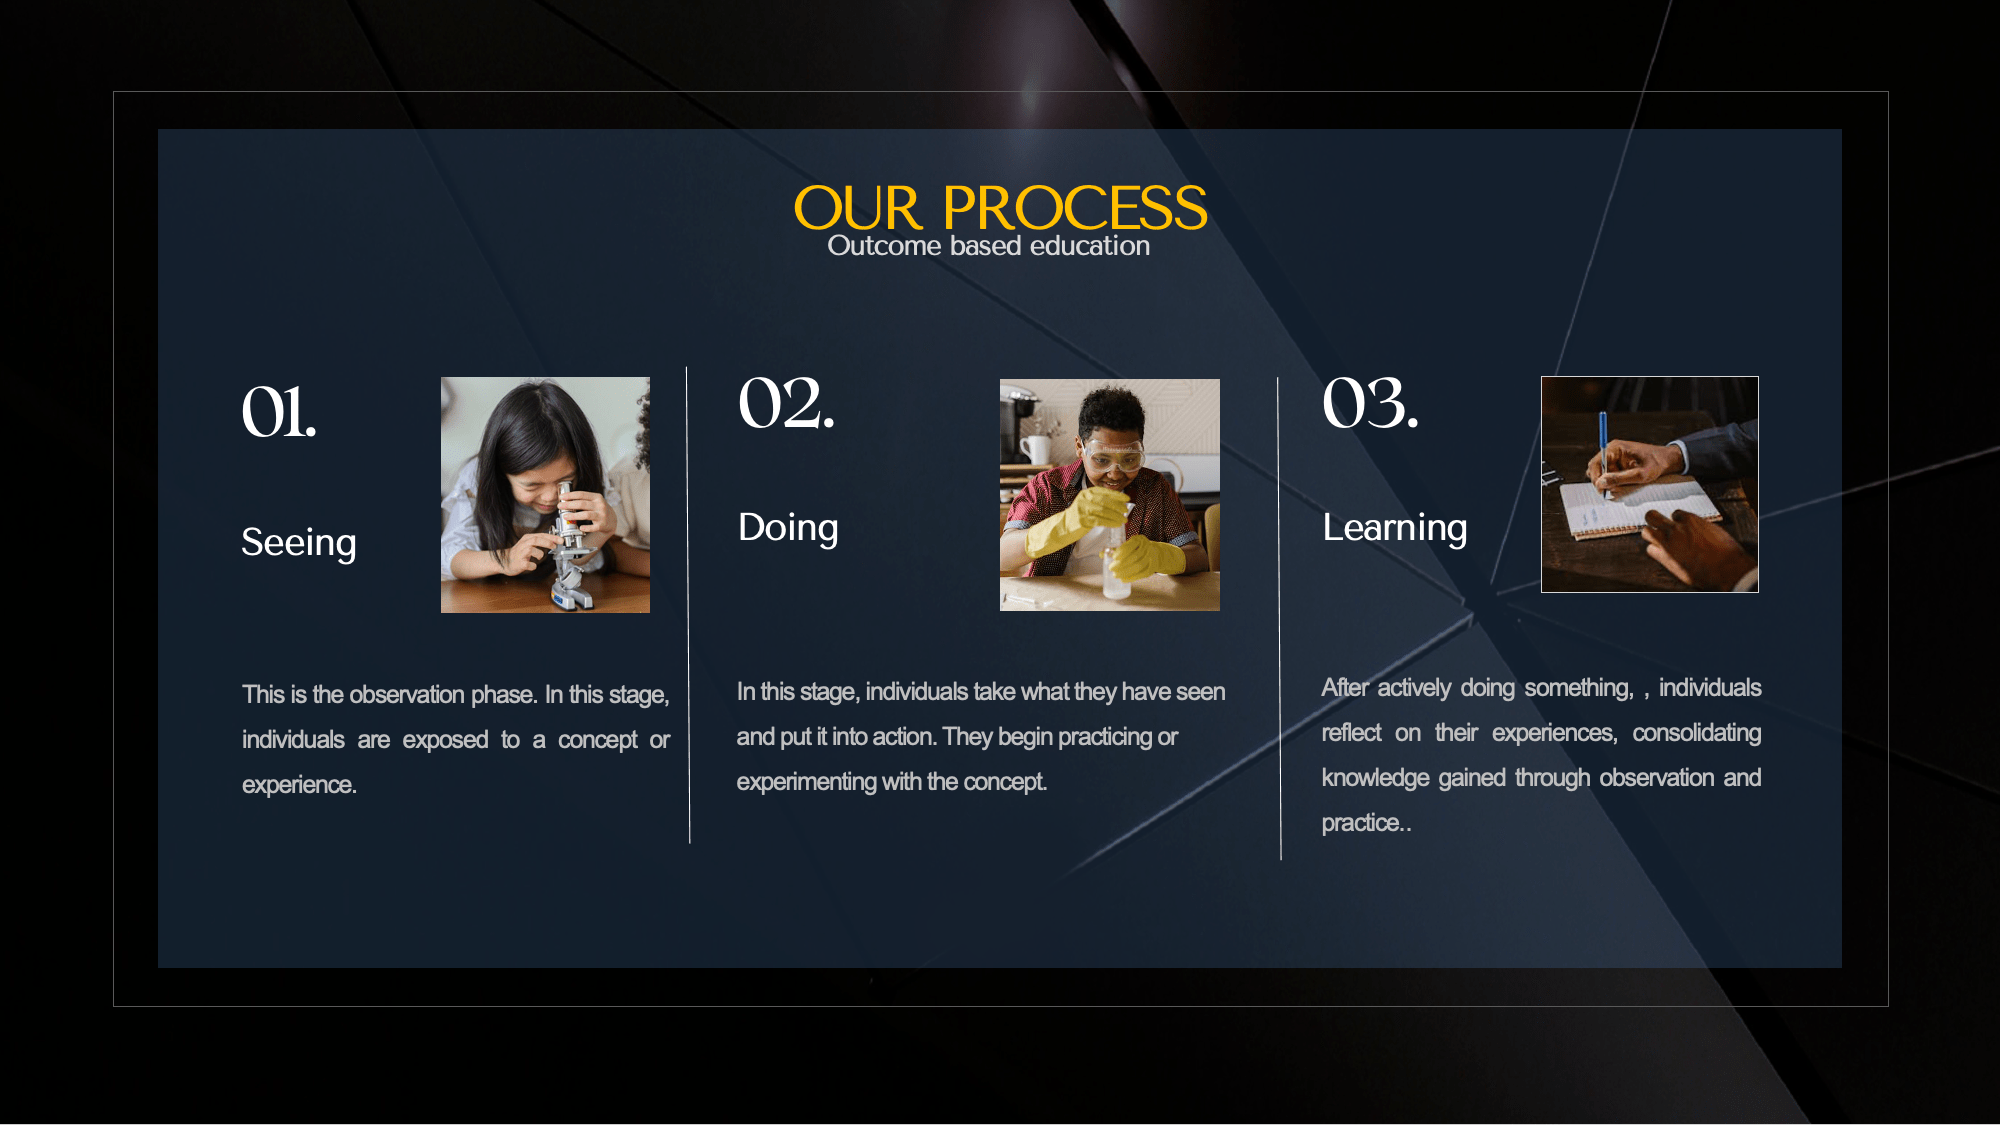 OUR PROCESS
Outcome based education
01.
Seeing
This is the observation phase. In this stage,
individuals are exposed to a concept or
experience.
02.
Doing
In this stage, individuals take what they have seen
and put it into action. They begin practicing or
experimenting with the concept.
03.
Learning
After actively doing something, , individuals
reflect on their experiences, consolidating
knowledge gained through observation and
practice..